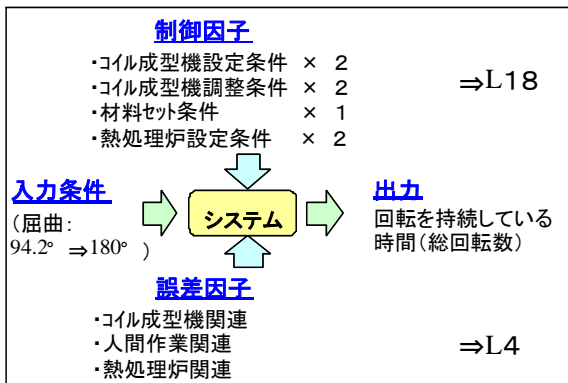 制御因子
・コイル成型機設定条件 × 2
・コイル成型機調整条件 × 2
・材料セット条件 × 1
・熱処理炉設定条件 × 2
⇒L18
入力条件
(屈曲:
94.2° ⇒180° )
システム
出力
回転を持続している
時間(総回転数)
誤差因子
・コイル成型機関連
・人間作業関連
・熱処理炉関連
⇒L4